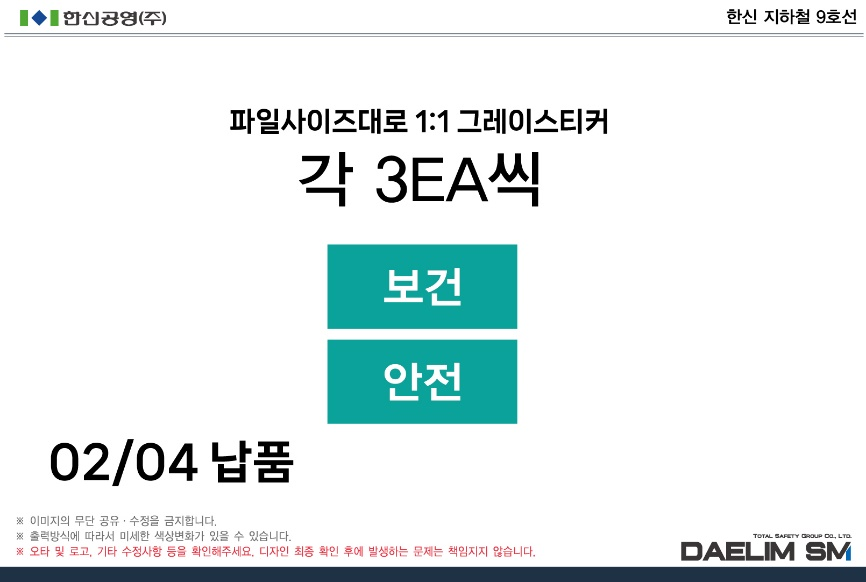 한신공영(주)
한신 지하철 9호선
파일사이즈대로 1:1 그레이스티커
각 3EA씩
보건
안전
02/04 납품
※ 이미지의 무단 공유 · 수정을 금지합니다.
※ 출력방식에 따라서 미세한 색상변화가 있을 수 있습니다.
※ 오타 및 로고, 기타 수정사항 등을 확인해주세요. 디자인 최종 확인 후에 발생하는 문제는 책임지지 않습니다.
TOTAL SAFETY GROUP CO., LTD.
DAELIM SM